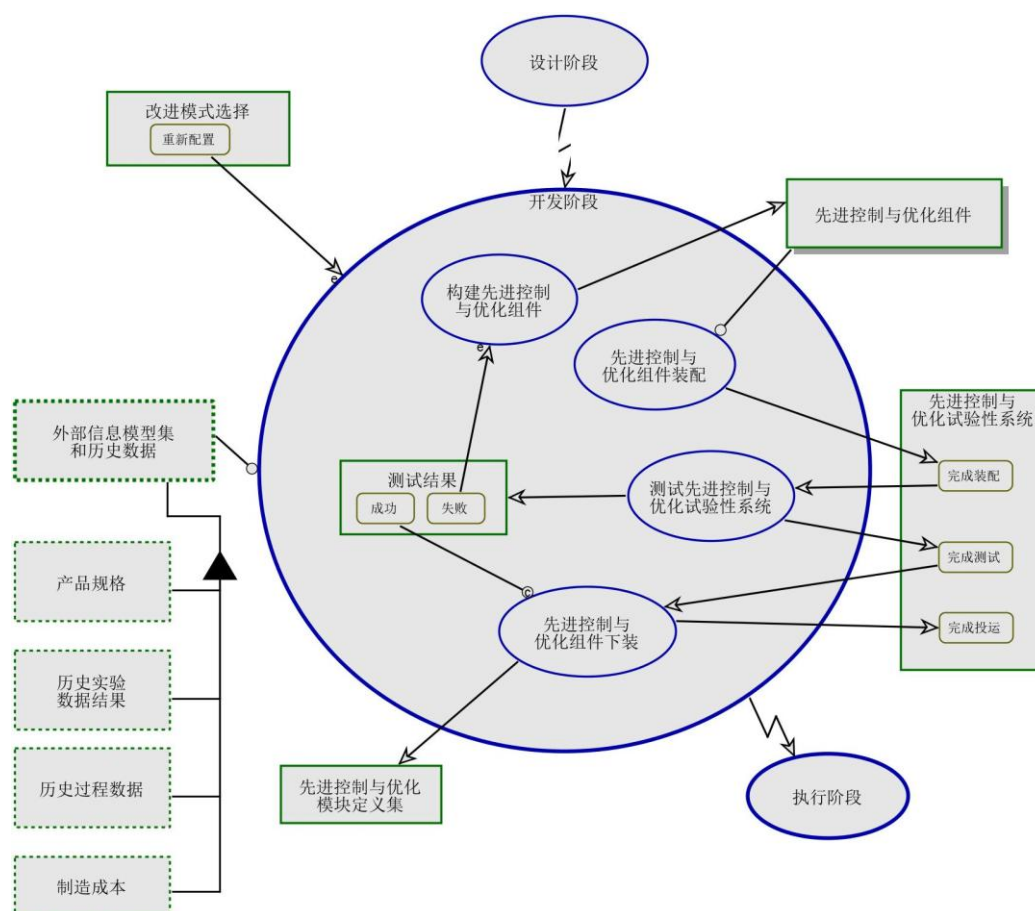 设计阶段
改进模式选择
重新配置
开发阶段
先进控制与优化组件
构建先进控制
与优化组件
e
e
先进控制与
优化组件装配
先进控制与
优化试验性系统
外部信息模型集
和历史数据
测试结果
成功
失败
测试先进控制与
优化试验性系统
完成装配
产品规格
完成测试
c
先进控制与
优化组件下装
完成投运
历史实验
数据结果
历史过程数据
先进控制与优化
模块定义集
执行阶段
制造成本